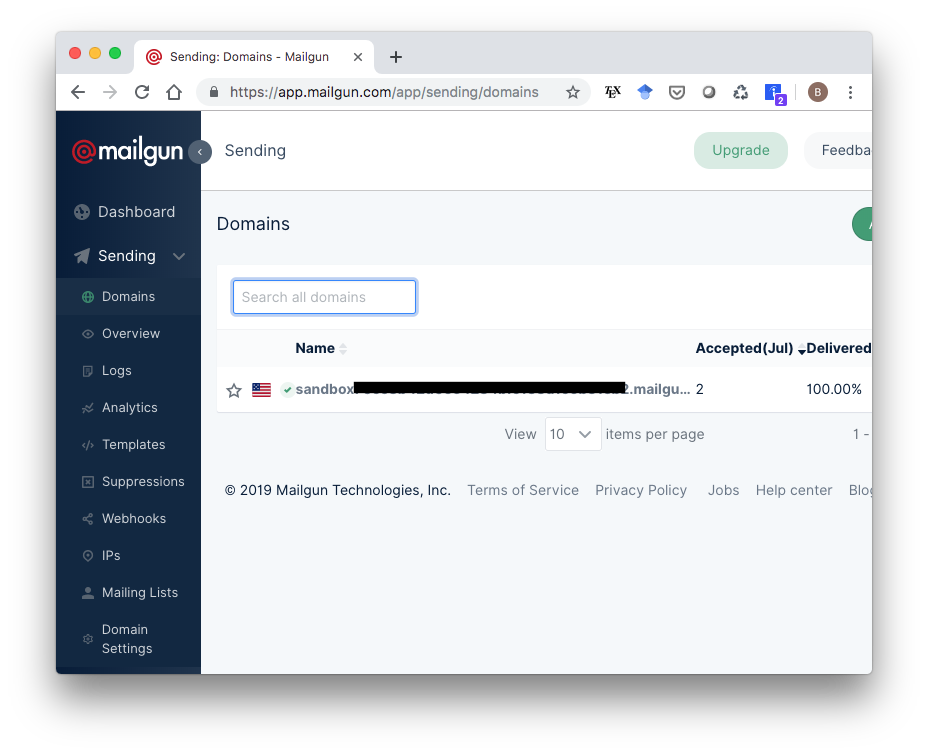 Sending: Domains - Mailgun
https://app.mailgun.com/app/sending/domains
TEX
2
B
@mailgun
Sending
Upgrade
Feedba
Dashboard
Sending
Domains
Overview
Logs
Analytics
Templates
Suppressions
Webhooks
IPs
Mailing Lists
Domain
Settings
Domains
Search all domains
Name Accepted(Jul) Delivered
sandbox 2.mailgu... 2 100.00%
View 10 items per page 1 -
© 2019 Mailgun Technologies, Inc. Terms of Service Privacy Policy Jobs Help center Blog